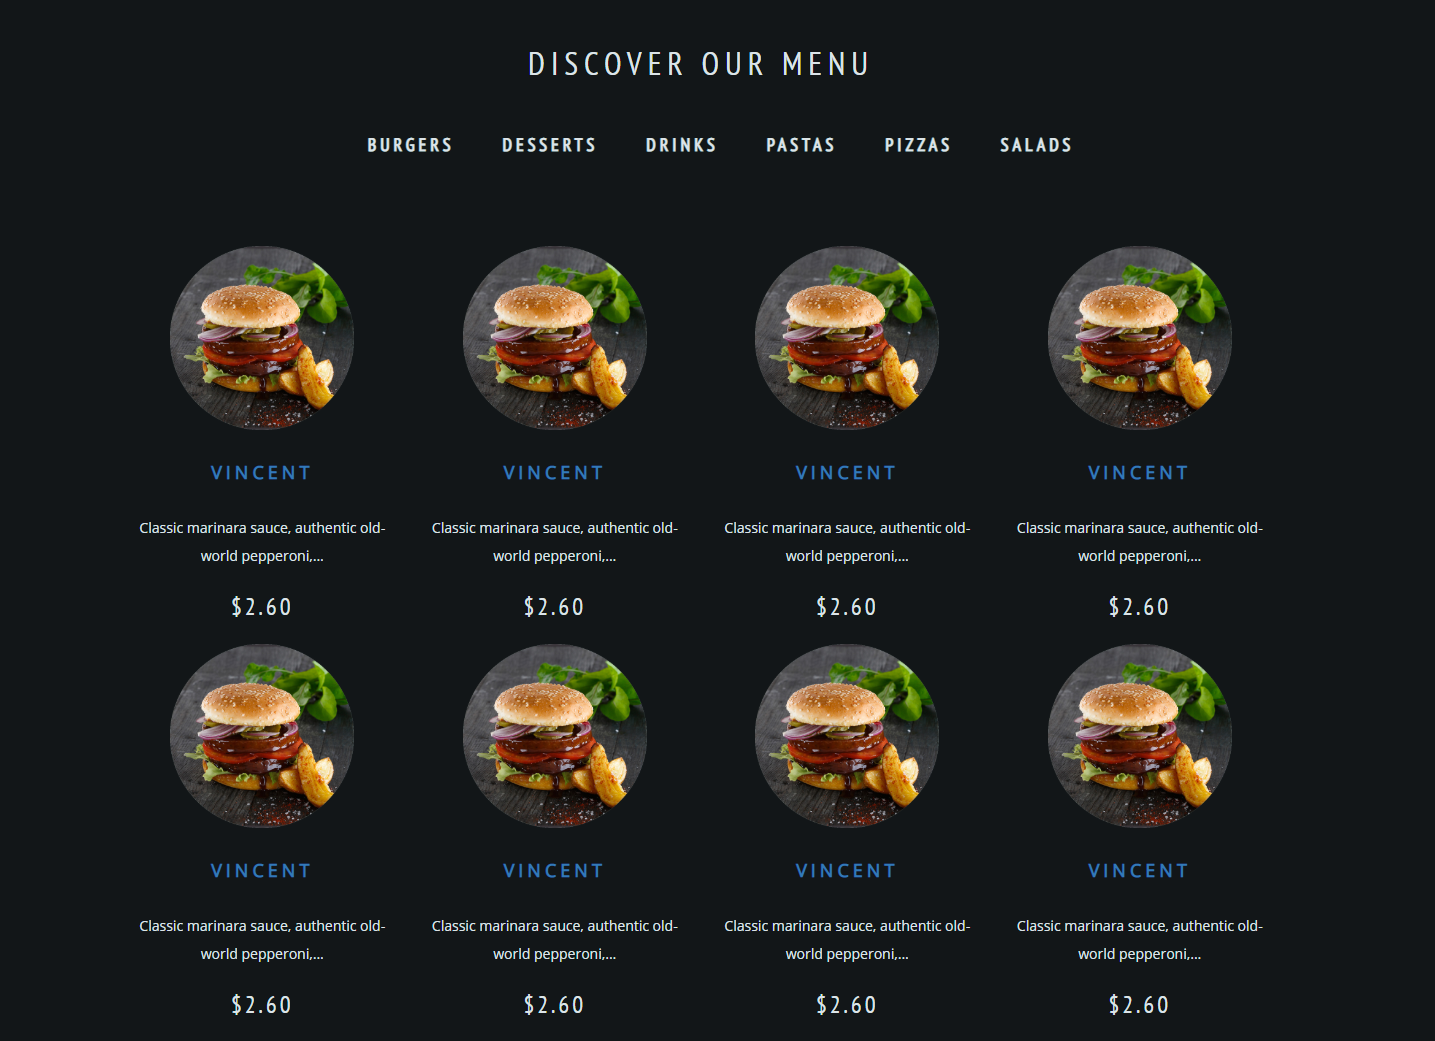 DISCOVER OUR MENU
BURGERS DESSERTS DRINKS PASTAS PIZZAS SALADS
VINCENT VINCENT VINCENT VINCENT
Classic marinara sauce, authentic old- Classic marinara sauce, authentic old- Classic marinara sauce, authentic old- Classic marinara sauce, authentic old-
world pepperoni,... world pepperoni,... world pepperoni,... world pepperoni,...
$2.60 $2.60 $2.60 $2.60
VINCENT VINCENT VINCENT VINCENT
Classic marinara sauce, authentic old- Classic marinara sauce, authentic old- Classic marinara sauce, authentic old- Classic marinara sauce, authentic old-
world pepperoni,... world pepperoni,... world pepperoni,... world pepperoni,...
$2.60 $2.60 $2.60 $2.60